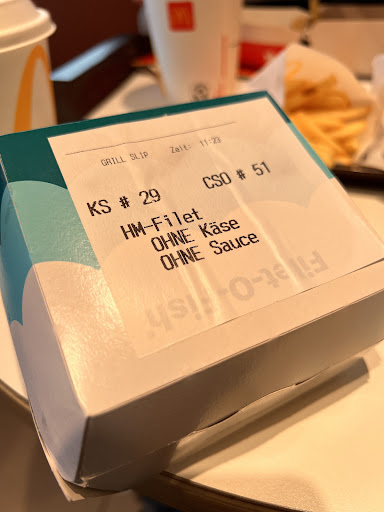 GRILL SLIP Zeit: 11:23
KS # 29 CSO # 51
HM-Filet
OHNE Käse
OHNE Sauce
Filet-O-Fish